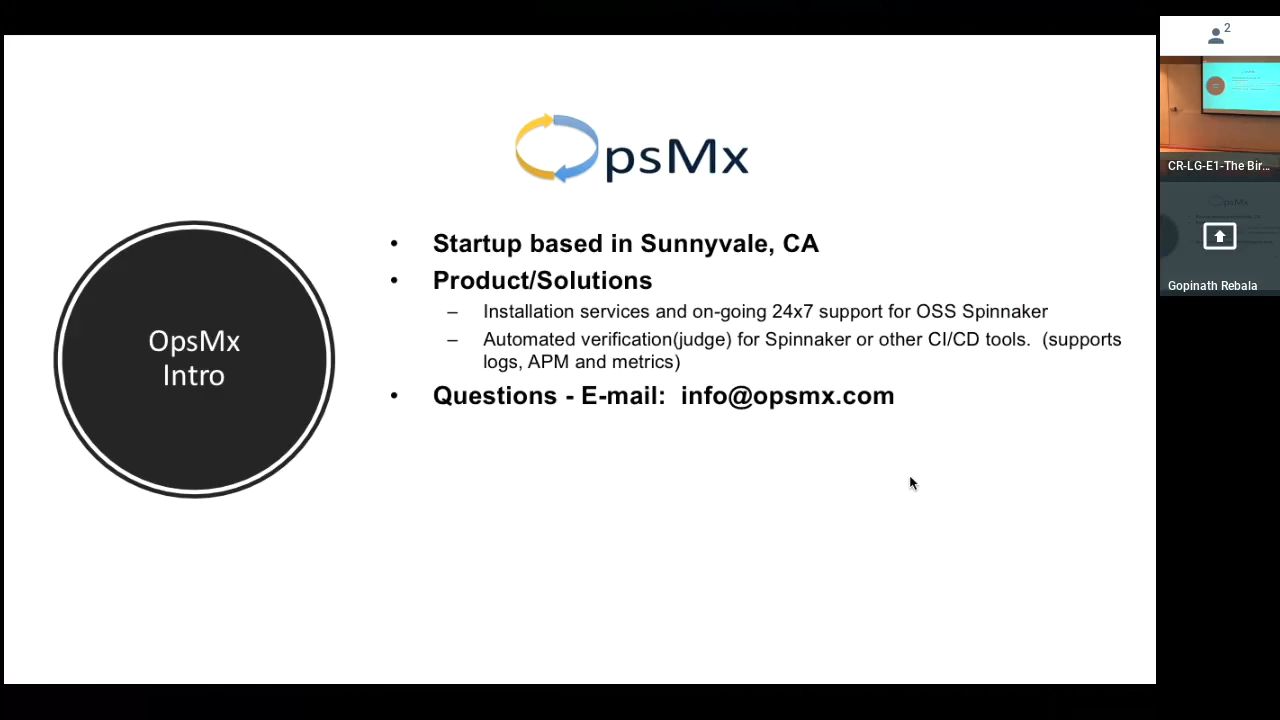 OpsMx
OpsMx
Intro
• Startup based in Sunnyvale, CA
• Product/Solutions
– Installation services and on-going 24x7 support for OSS Spinnaker
– Automated verification(judge) for Spinnaker or other CI/CD tools. (supports
logs, APM and metrics)
• Questions - E-mail: info@opsmx.com
2
CR-LG-E1-The Bir...
Gopinath Rebala